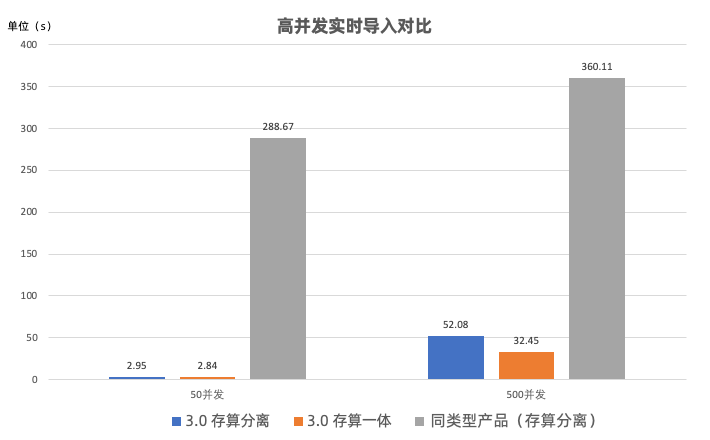 单位（s）
高并发实时导入对比
400
350
300
250
200
150
100
50
0
2.95
2.84
288.67
52.08
32.45
360.11
50并发
500并发
3.0 存算分离
3.0 存算一体
同类型产品（存算分离）